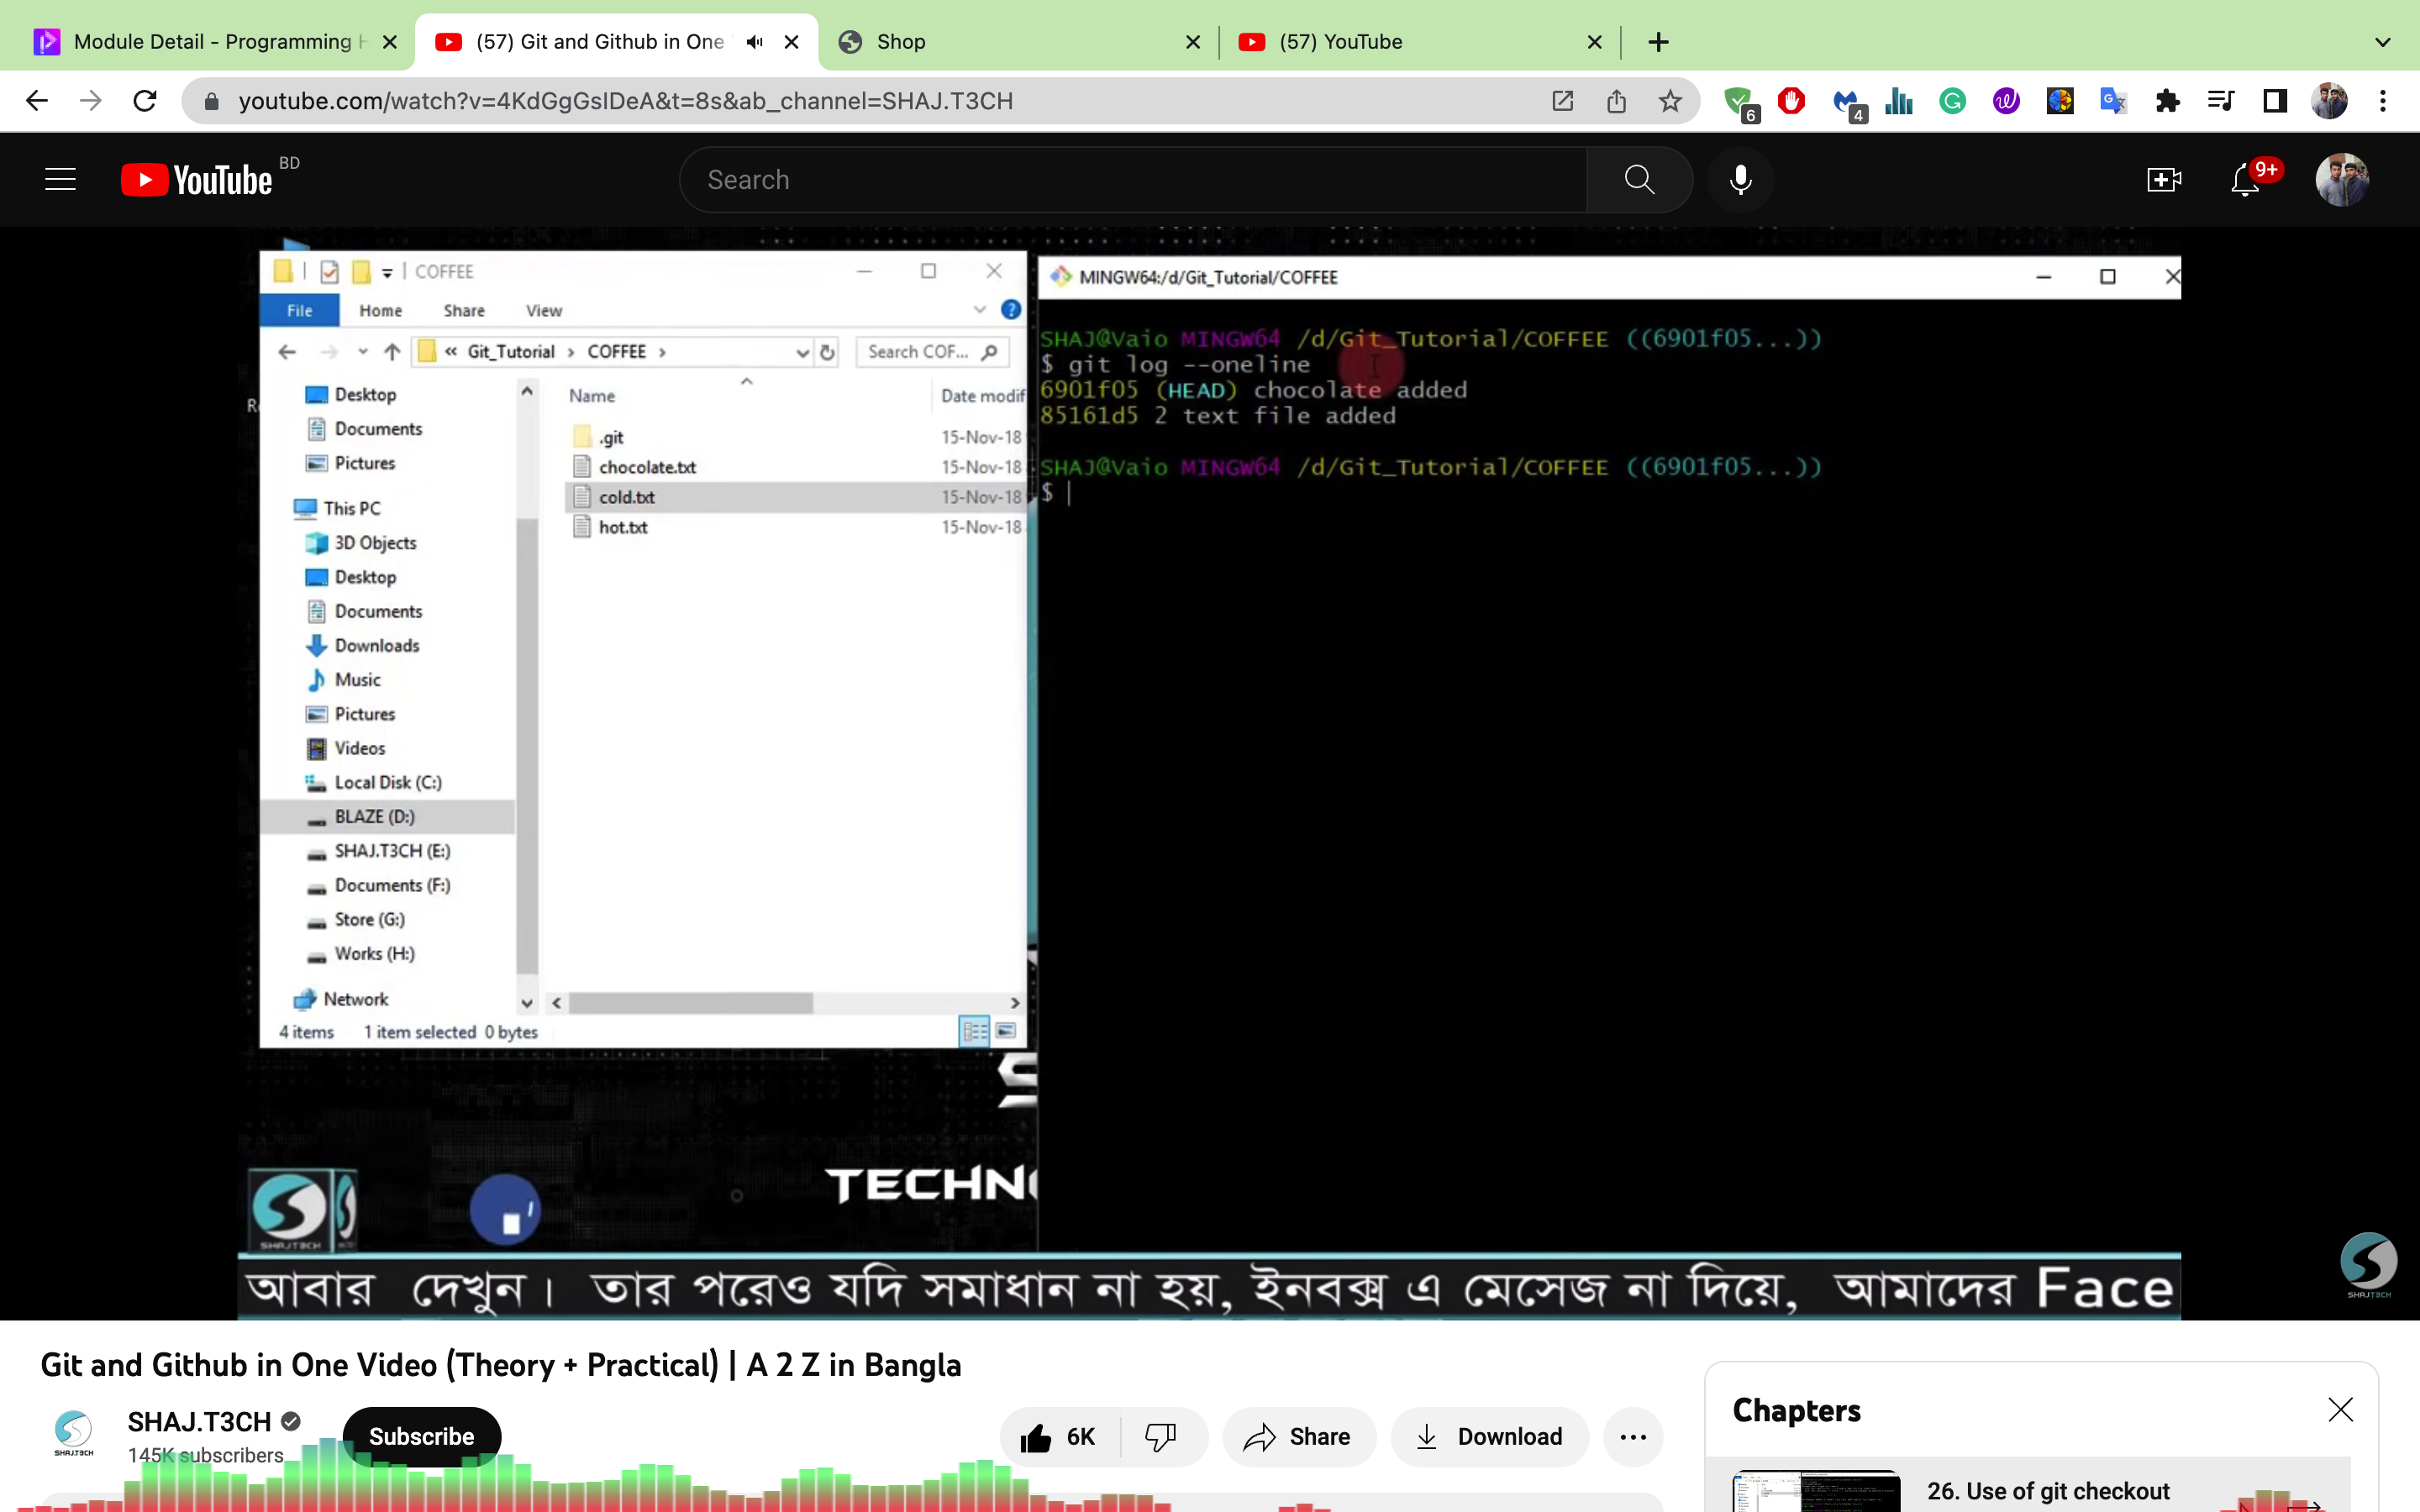 Module Detail - Programming H
(57) Git and Github in One
Shop
(57) YouTube
youtube.com/watch?v=4KdGgGsIDeA&t=8s&ab_channel=SHAJ.T3CH
6
4
YouTube
BD
Search
9+
COFFEE
File Home Share View
« Git_Tutorial › COFFEE ›
Search COF...
Desktop
Documents
Pictures
This PC
3D Objects
Desktop
Documents
Downloads
Music
Pictures
Videos
Local Disk (C:)
BLAZE (D:)
SHAJ.T3CH (E:)
Documents (F:)
Store (G:)
Works (H:)
Network
Name Date modif
.git 15-Nov-18
chocolate.txt 15-Nov-18
cold.txt 15-Nov-18
hot.txt 15-Nov-18
4 items 1 item selected 0 bytes
MINGW64:/d/Git_Tutorial/COFFEE
SHAJ@Vaio MINGW64 /d/Git_Tutorial/COFFEE ((6901f05...))
$ git log --oneline
6901f05 (HEAD) chocolate added
85161d5 2 text file added
SHAJ@Vaio MINGW64 /d/Git_Tutorial/COFFEE ((6901f05...))
$
TECHN
SHAJT3CH
আবার দেখুন। তার পরেও যদি সমাধান না হয়, ইনবক্স এ মেসেজ না দিয়ে, আমাদের Face
SHAJT3CH
Git and Github in One Video (Theory + Practical) | A 2 Z in Bangla
SHAJ.T3CH
145K subscribers
SHAJ.T3CH
Subscribe
6K
Share
Download
Chapters
26. Use of git checkout